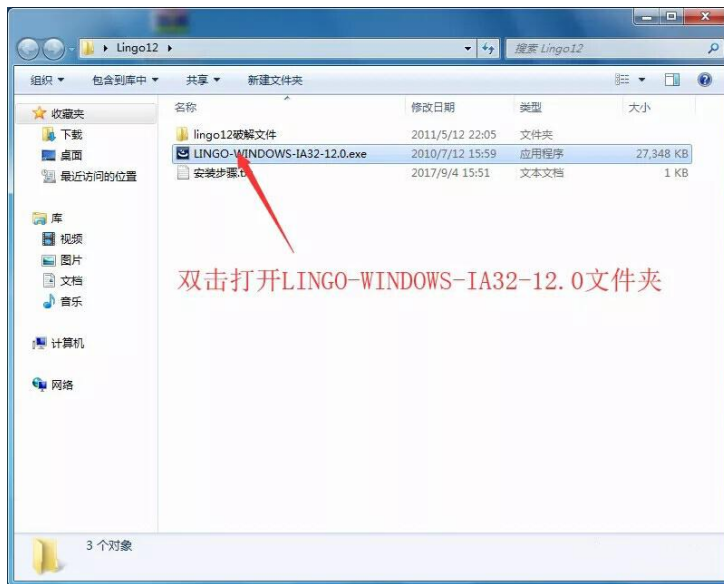 Lingo12
搜索 Lingo12
组织 包含到库中 共享 新建文件夹
名称 修改日期 类型 大小
收藏夹
下载
桌面
最近访问的位置
库
视频
图片
文档
音乐
计算机
网络
lingo12破解文件 2011/5/12 22:05 文件夹
LINGO-WINDOWS-IA32-12.0.exe 2010/7/12 15:59 应用程序 27,348 KB
安装步骤.t 2017/9/4 15:51 文本文档 1 KB
双击打开LINGO-WINDOWS-IA32-12.0文件夹
3 个对象